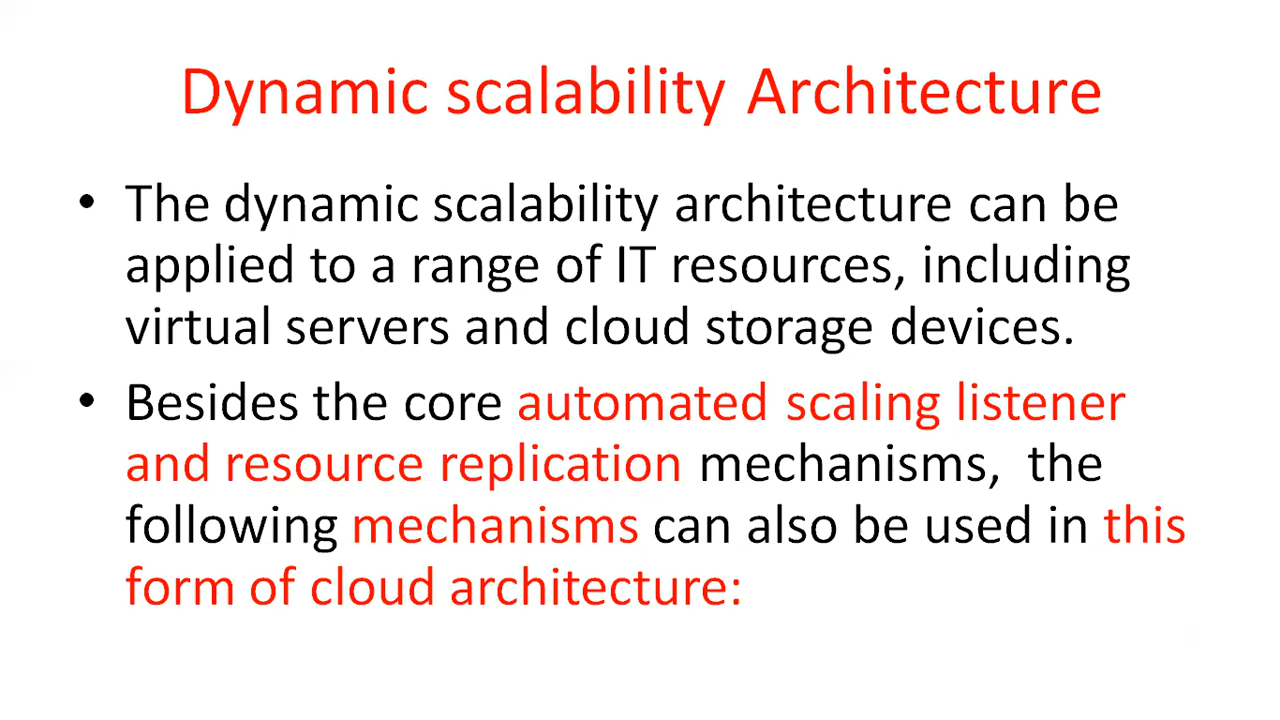 Dynamic scalability Architecture
• The dynamic scalability architecture can be
applied to a range of IT resources, including
virtual servers and cloud storage devices.
• Besides the core automated scaling listener
and resource replication mechanisms,  the
following mechanisms can also be used in this
form of cloud architecture: